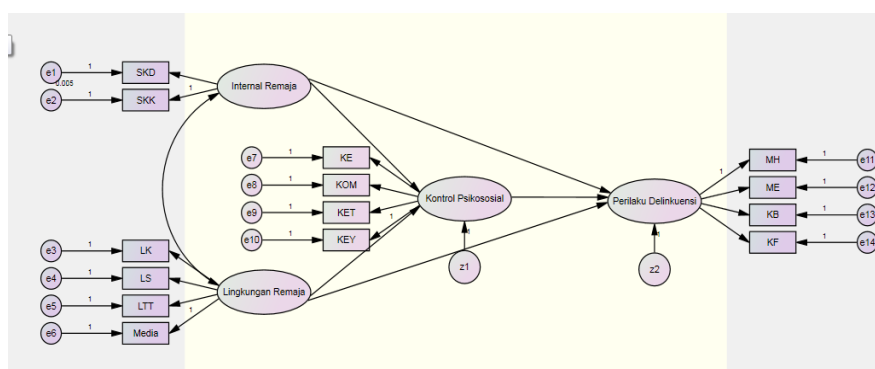 e1
1
SKD
0.005
e2
1
SKK
1
Internal Remaja
e7
1
KE
e8
1
KOM
e9
1
KET
e10
1
KEY
1
Kontrol Psikososial
1
z1
Perilaku Delinkuensi
1
z2
1
MH
1
e11
ME
1
e12
KB
1
e13
KF
1
e14
e3
1
LK
e4
1
LS
e5
1
LTT
e6
1
Media
1
Lingkungan Remaja